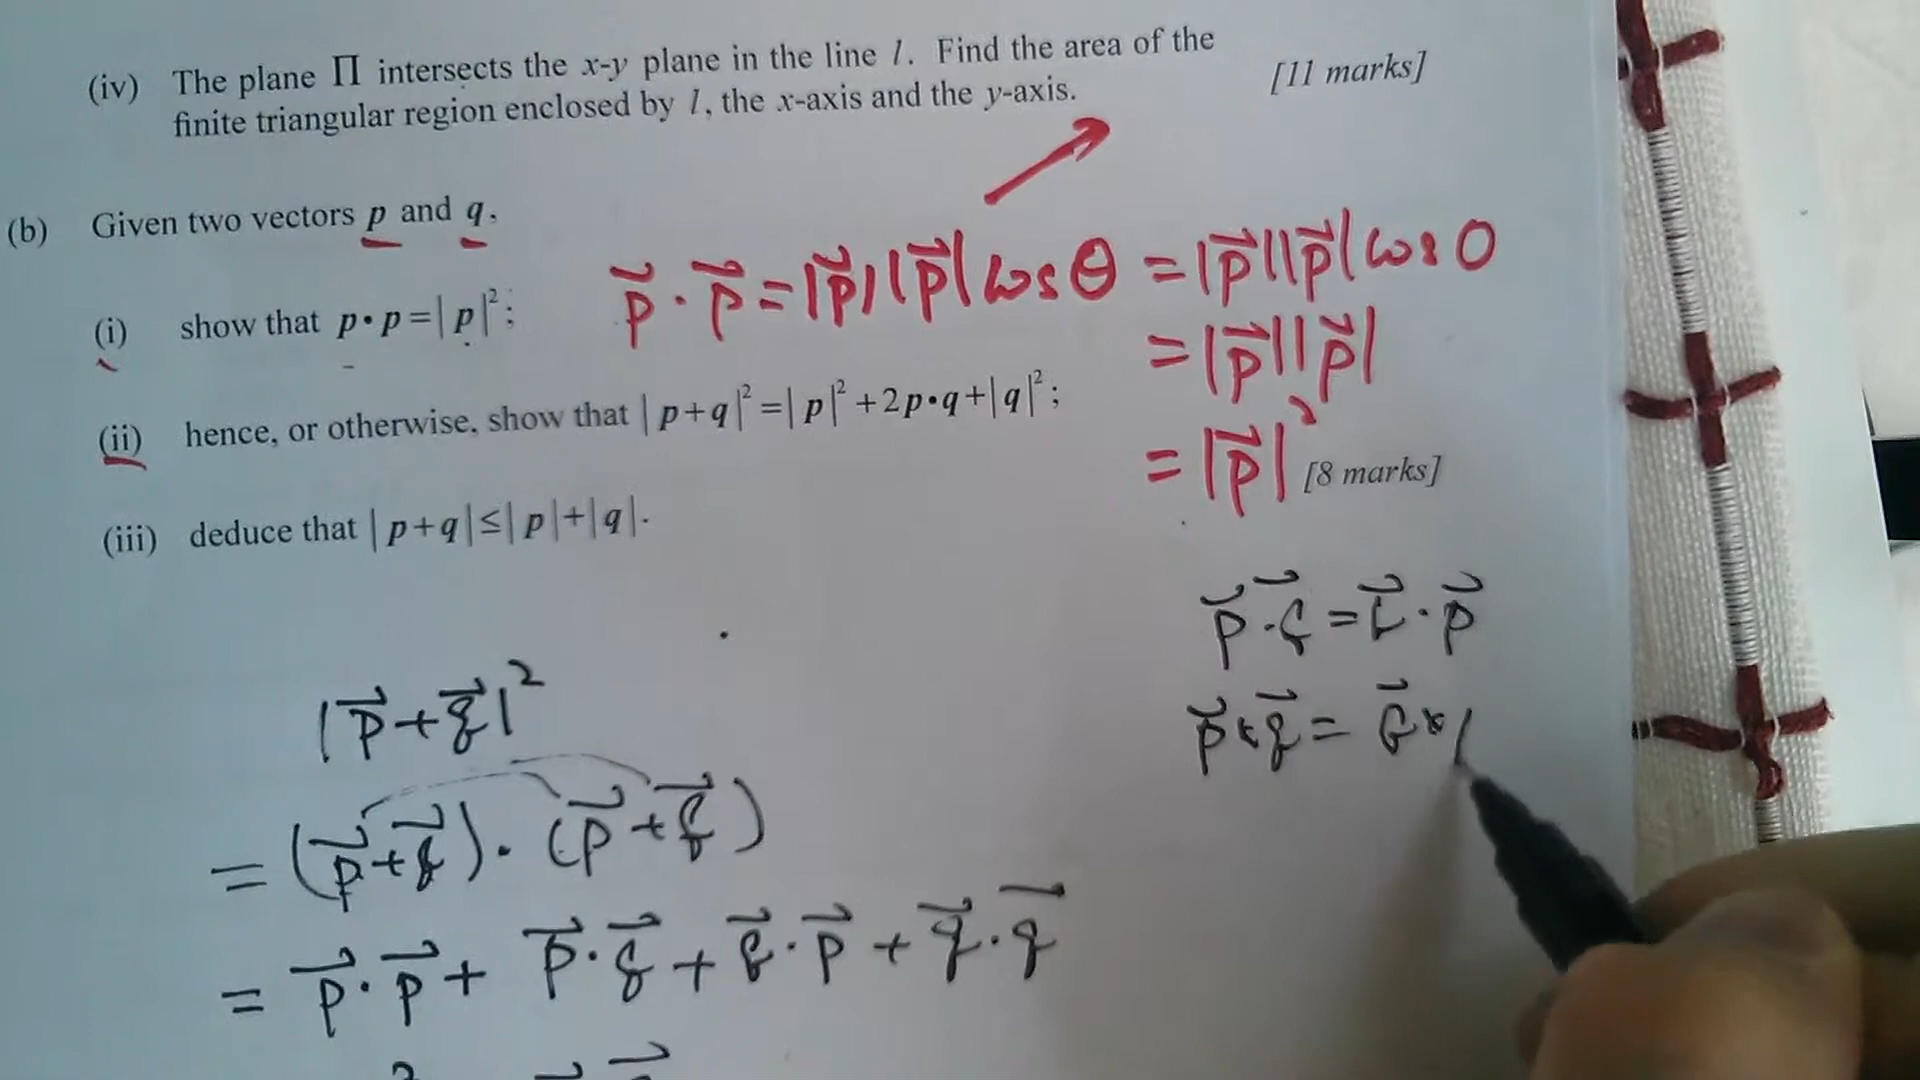 (iv) The plane Π intersects the x-y plane in the line l. Find the area of the
finite triangular region enclosed by l, the x-axis and the y-axis.
[11 marks]
(b) Given two vectors p and q,
(i) show that p•p=|p|²;
p⃗ · p⃗ = |p⃗| |p⃗| cos θ = |p⃗||p⃗| cos 0
= |p⃗||p⃗|
= |p⃗|²
(ii) hence, or otherwise, show that |p+q|²=|p|²+2p•q+|q|²;
[8 marks]
(iii) deduce that |p+q|≤|p|+|q|.
p⃗ · q⃗ = q⃗ · p⃗
p⃗ × q⃗ = q⃗ ×
|p⃗ + q⃗|²
= (p⃗ + q⃗) · (p⃗ + q⃗)
= p⃗ · p⃗ + p⃗ · q⃗ + q⃗ · p⃗ + q⃗ · q⃗